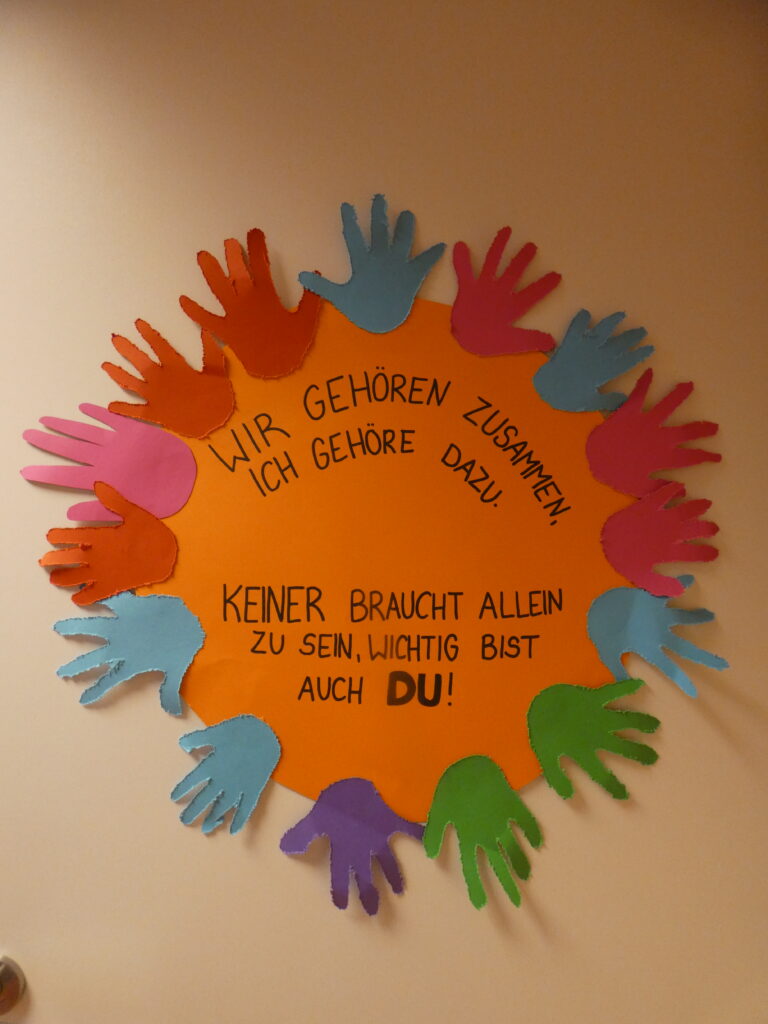 WIR GEHÖREN ZUSAMMEN,
ICH GEHÖRE DAZU.
KEINER BRAUCHT ALLEIN
ZU SEIN, WICHTIG BIST
AUCH DU!